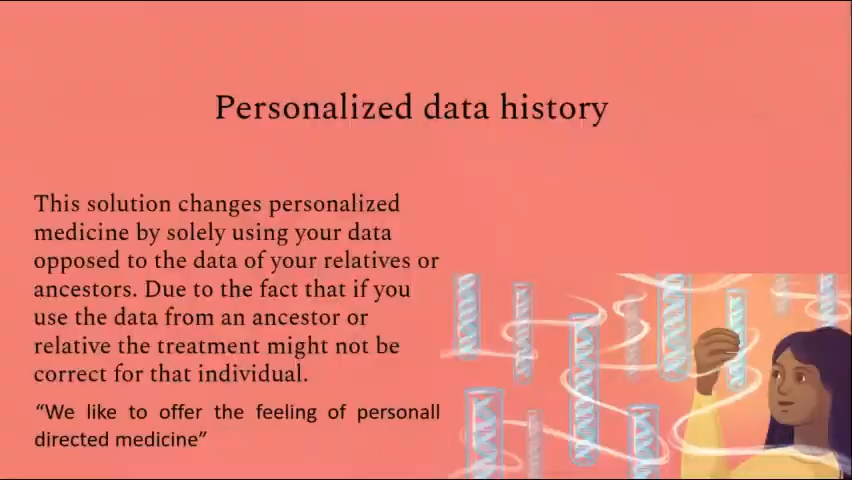 Personalized data history
This solution changes personalized
medicine by solely using your data
opposed to the data of your relatives or
ancestors. Due to the fact that if you
use the data from an ancestor or
relative the treatment might not be
correct for that individual.
“We like to offer the feeling of personall
directed medicine”